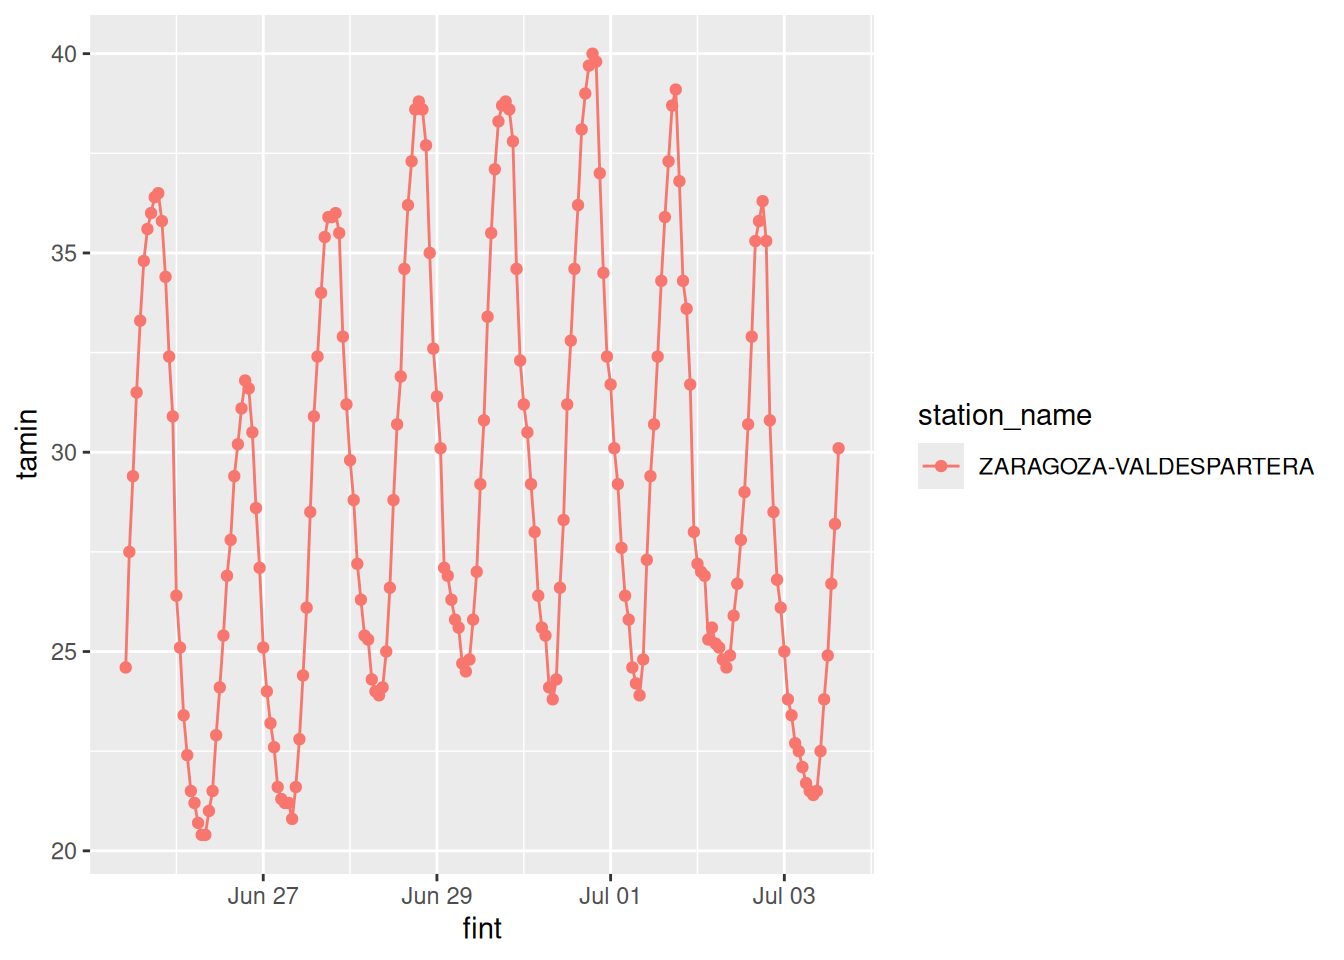 40
35
30
25
20
tamin
Jun 27
Jun 29
Jul 01
Jul 03
fint
station_name
ZARAGOZA-VALDESPARTERA